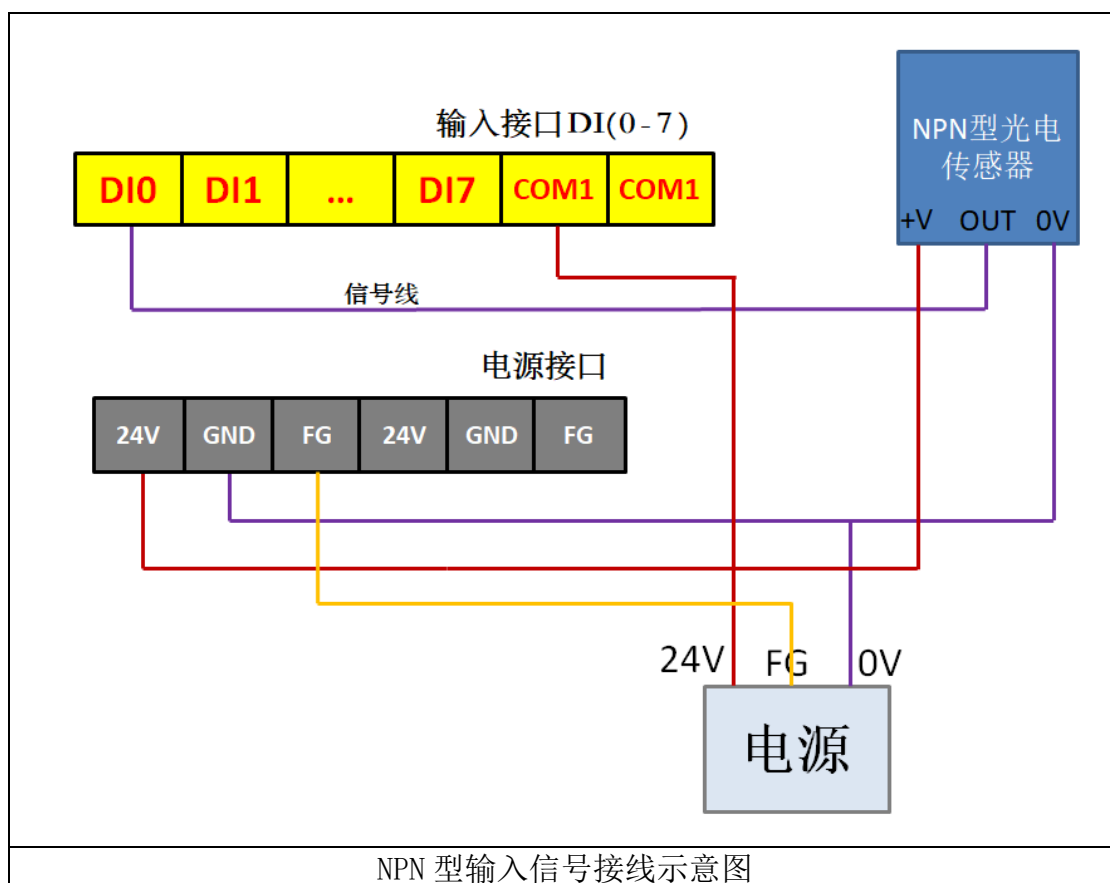 输入接口DI(0-7)
DI0 DI1 ... DI7 COM1 COM1
NPN型光电
传感器
+V OUT 0V
信号线
电源接口
24V GND FG 24V GND FG
24V FG 0V
电源
NPN 型输入信号接线示意图